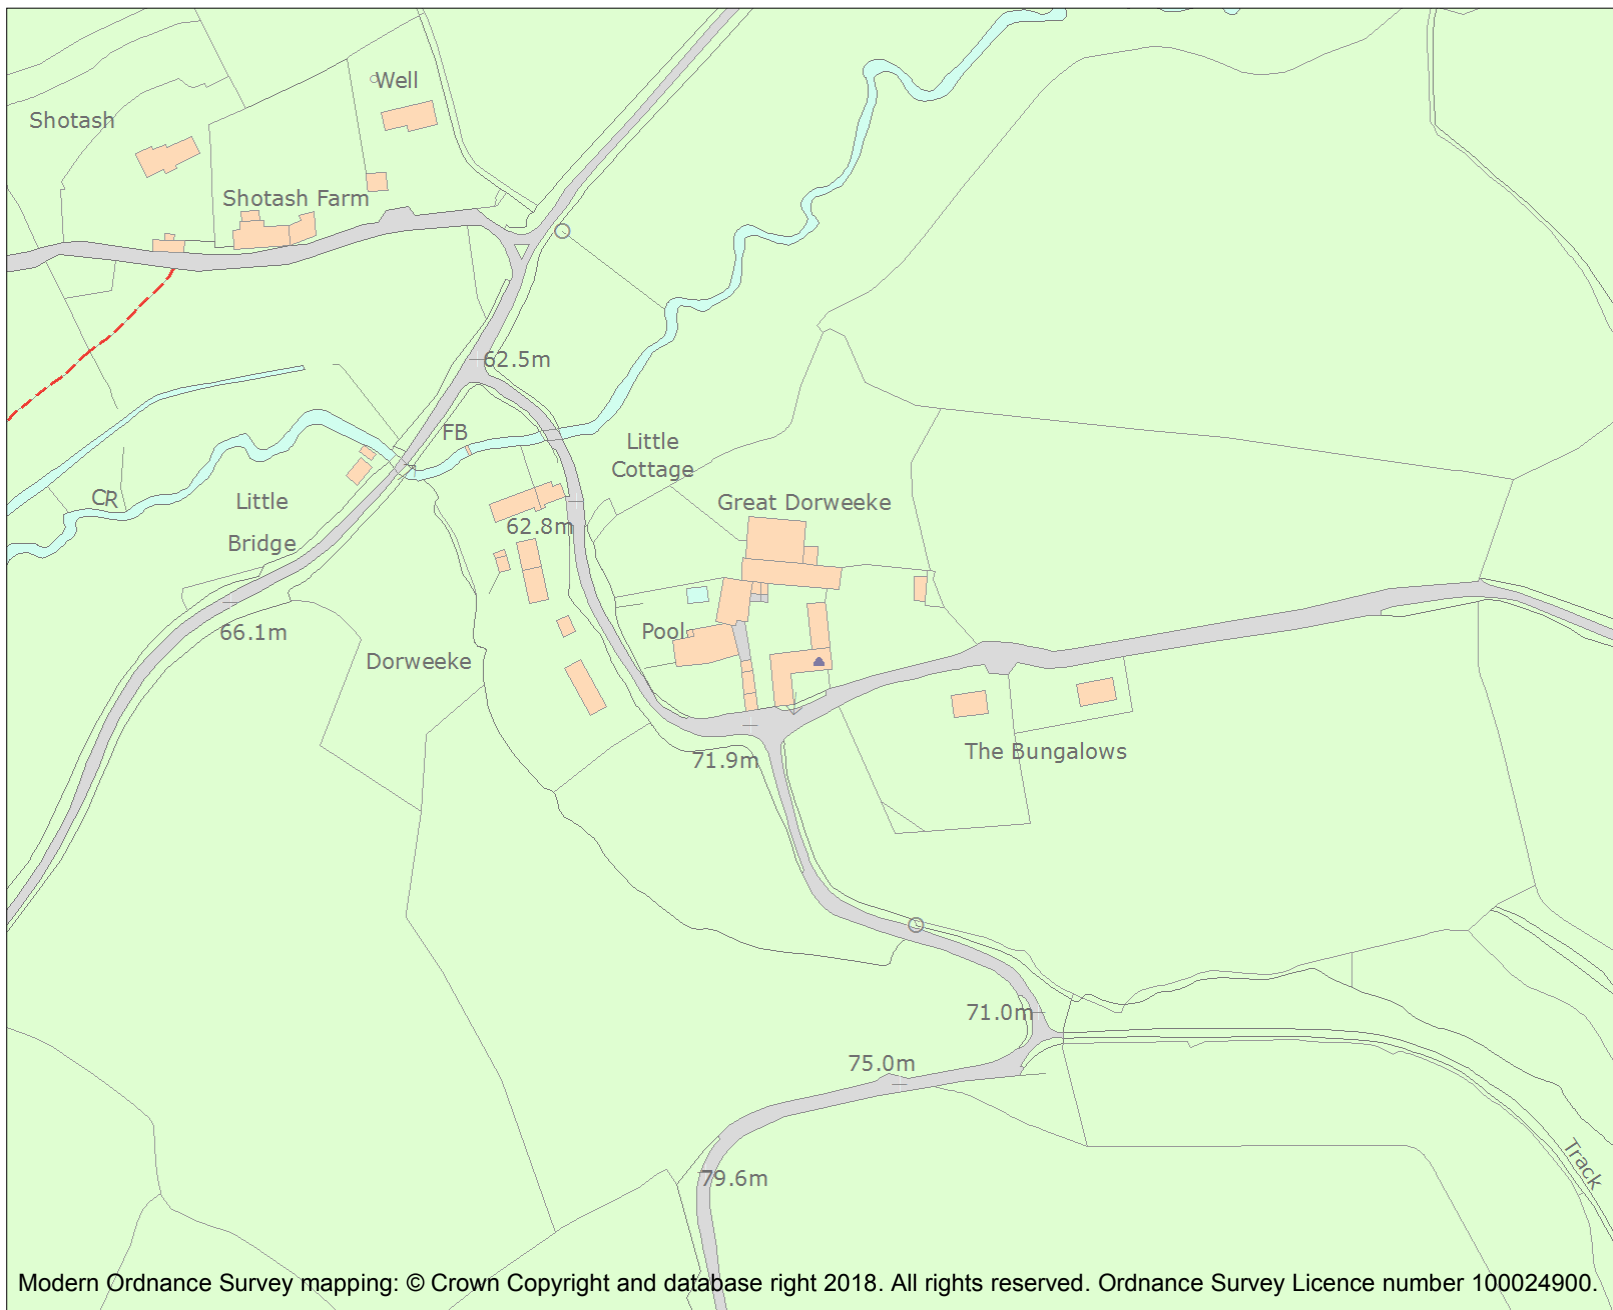 Well
Shotash
Shotash Farm
62.5m
FB
Little
Cottage
CR
Little
Bridge
Great Dorweeke
62.8m
66.1m
Pool
Dorweeke
71.9m
The Bungalows
71.0m
75.0m
Track
79.6m
Modern Ordnance Survey mapping: © Crown Copyright and database right 2018. All rights reserved. Ordnance Survey Licence number 100024900.